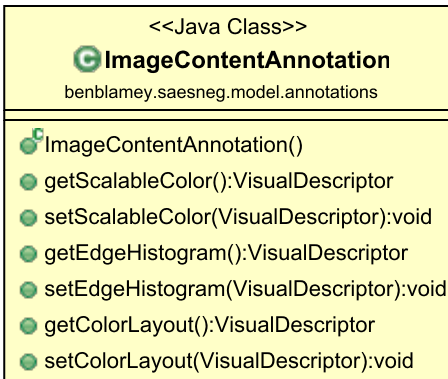 <<Java Class>>
C ImageContentAnnotation
benblamey.saesneg.model.annotations
C ImageContentAnnotation()
getScalableColor():VisualDescriptor
setScalableColor(VisualDescriptor):void
getEdgeHistogram():VisualDescriptor
setEdgeHistogram(VisualDescriptor):void
getColorLayout():VisualDescriptor
setColorLayout(VisualDescriptor):void